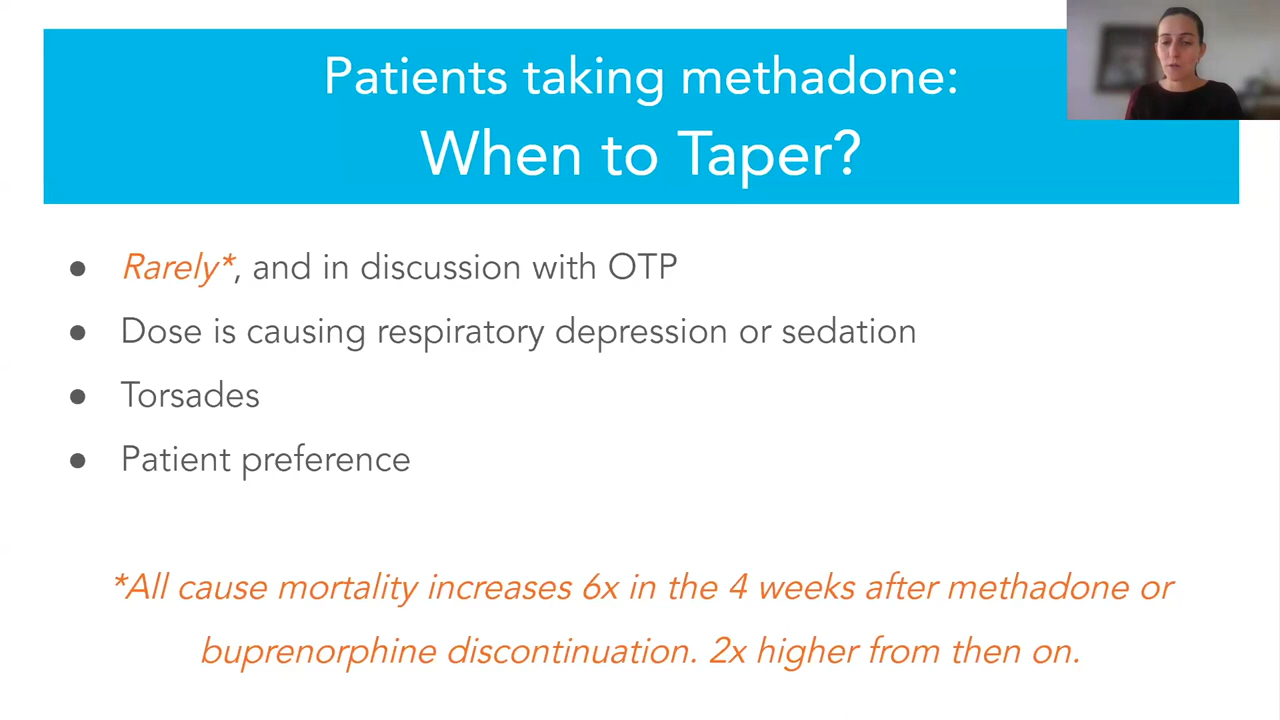 Patients taking methadone:
When to Taper?
● Rarely*, and in discussion with OTP
● Dose is causing respiratory depression or sedation
● Torsades
● Patient preference
*All cause mortality increases 6x in the 4 weeks after methadone or
buprenorphine discontinuation. 2x higher from then on.